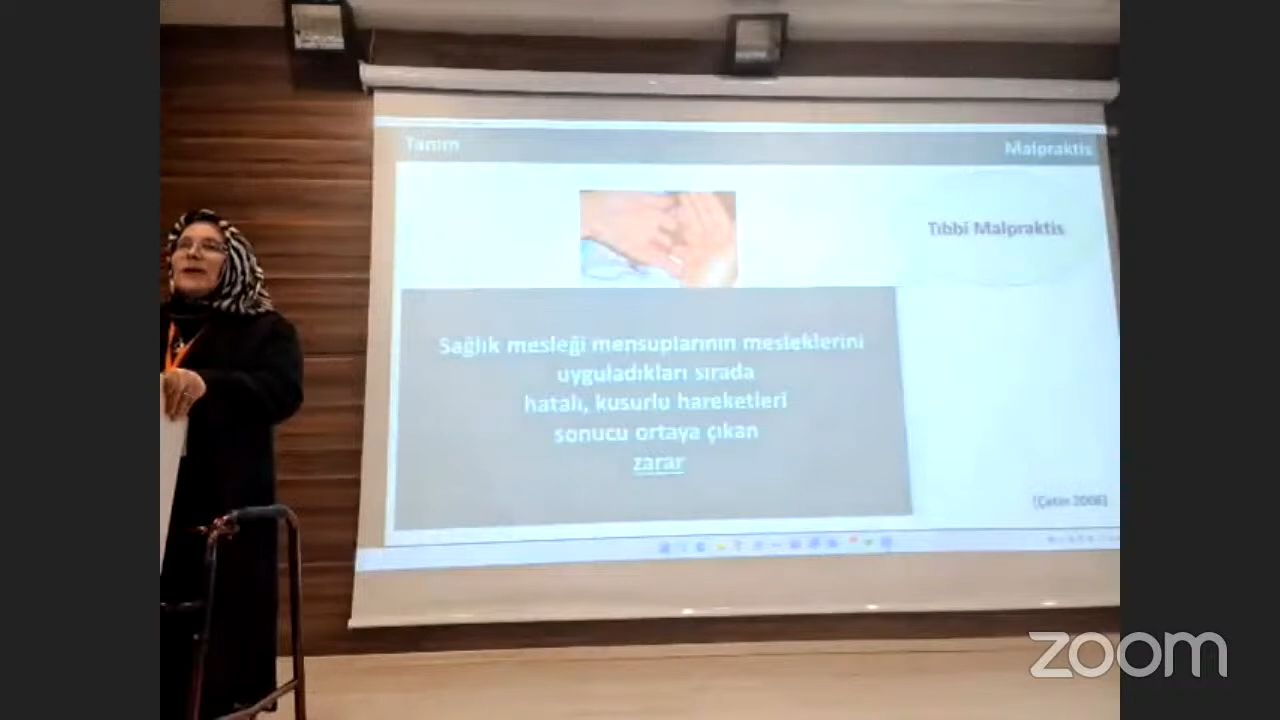 Tanım
Malpraktis
Tıbbi Malpraktis
Sağlık mesleği mensuplarının mesleklerini
uyguladıkları sırada
hatalı, kusurlu hareketleri
sonucu ortaya çıkan
zarar
(Çetin 2006)
zoom